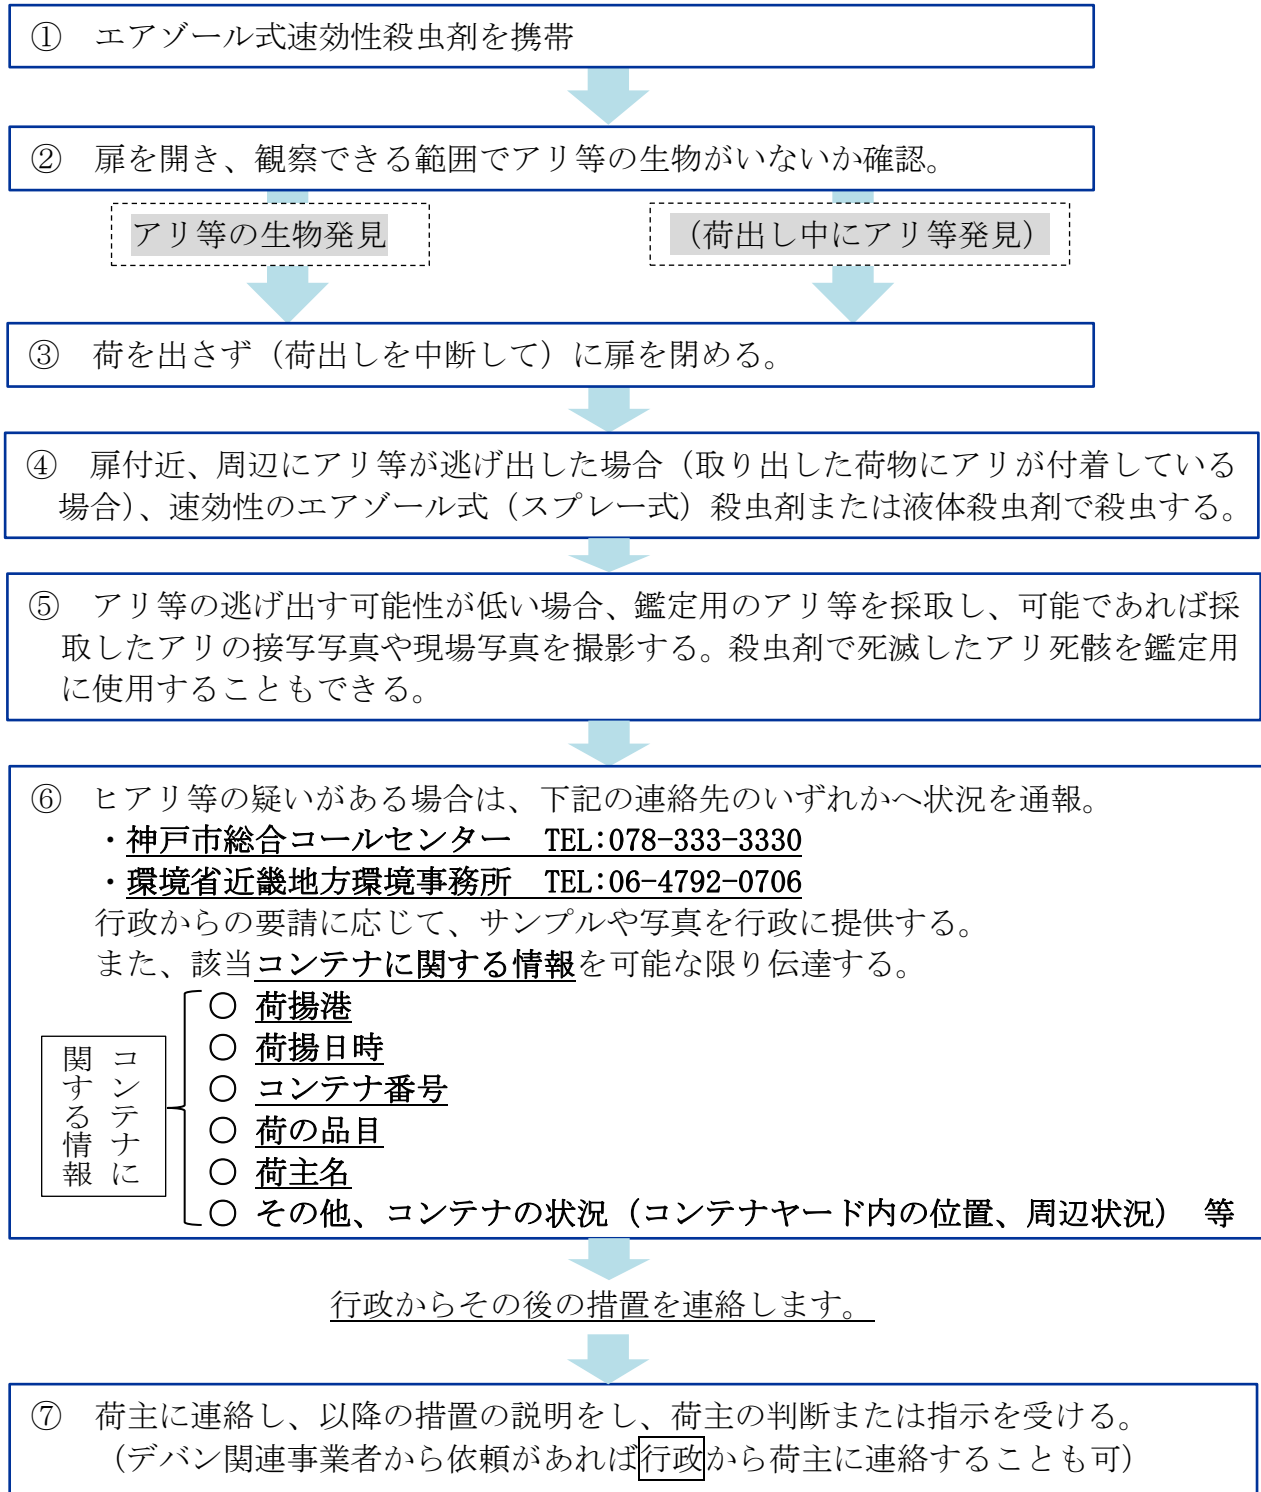 ① エアゾール式速効性殺虫剤を携帯
② 扉を開き、観察できる範囲でアリ等の生物がいないか確認。
アリ等の生物発見
（荷出し中にアリ等発見）
③ 荷を出さず（荷出しを中断して）に扉を閉める。
④ 扉付近、周辺にアリ等が逃げ出した場合（取り出した荷物にアリが付着している
場合）、速効性のエアゾール式（スプレー式）殺虫剤または液体殺虫剤で殺虫する。
⑤ アリ等の逃げ出す可能性が低い場合、鑑定用のアリ等を採取し、可能であれば採
取したアリの接写写真や現場写真を撮影する。殺虫剤で死滅したアリ死骸を鑑定用
に使用することもできる。
⑥ ヒアリ等の疑いがある場合は、下記の連絡先のいずれかへ状況を通報。
・神戸市総合コールセンター TEL:078-333-3330
・環境省近畿地方環境事務所 TEL:06-4792-0706
行政からの要請に応じて、サンプルや写真を行政に提供する。
また、該当コンテナに関する情報を可能な限り伝達する。
コンテナに
関する情報
〇 荷揚港
〇 荷揚日時
〇 コンテナ番号
〇 荷の品目
〇 荷主名
〇 その他、コンテナの状況（コンテナヤード内の位置、周辺状況） 等
行政からその後の措置を連絡します。
⑦ 荷主に連絡し、以降の措置の説明をし、荷主の判断または指示を受ける。
（デバン関連事業者から依頼があれば行政から荷主に連絡することも可）